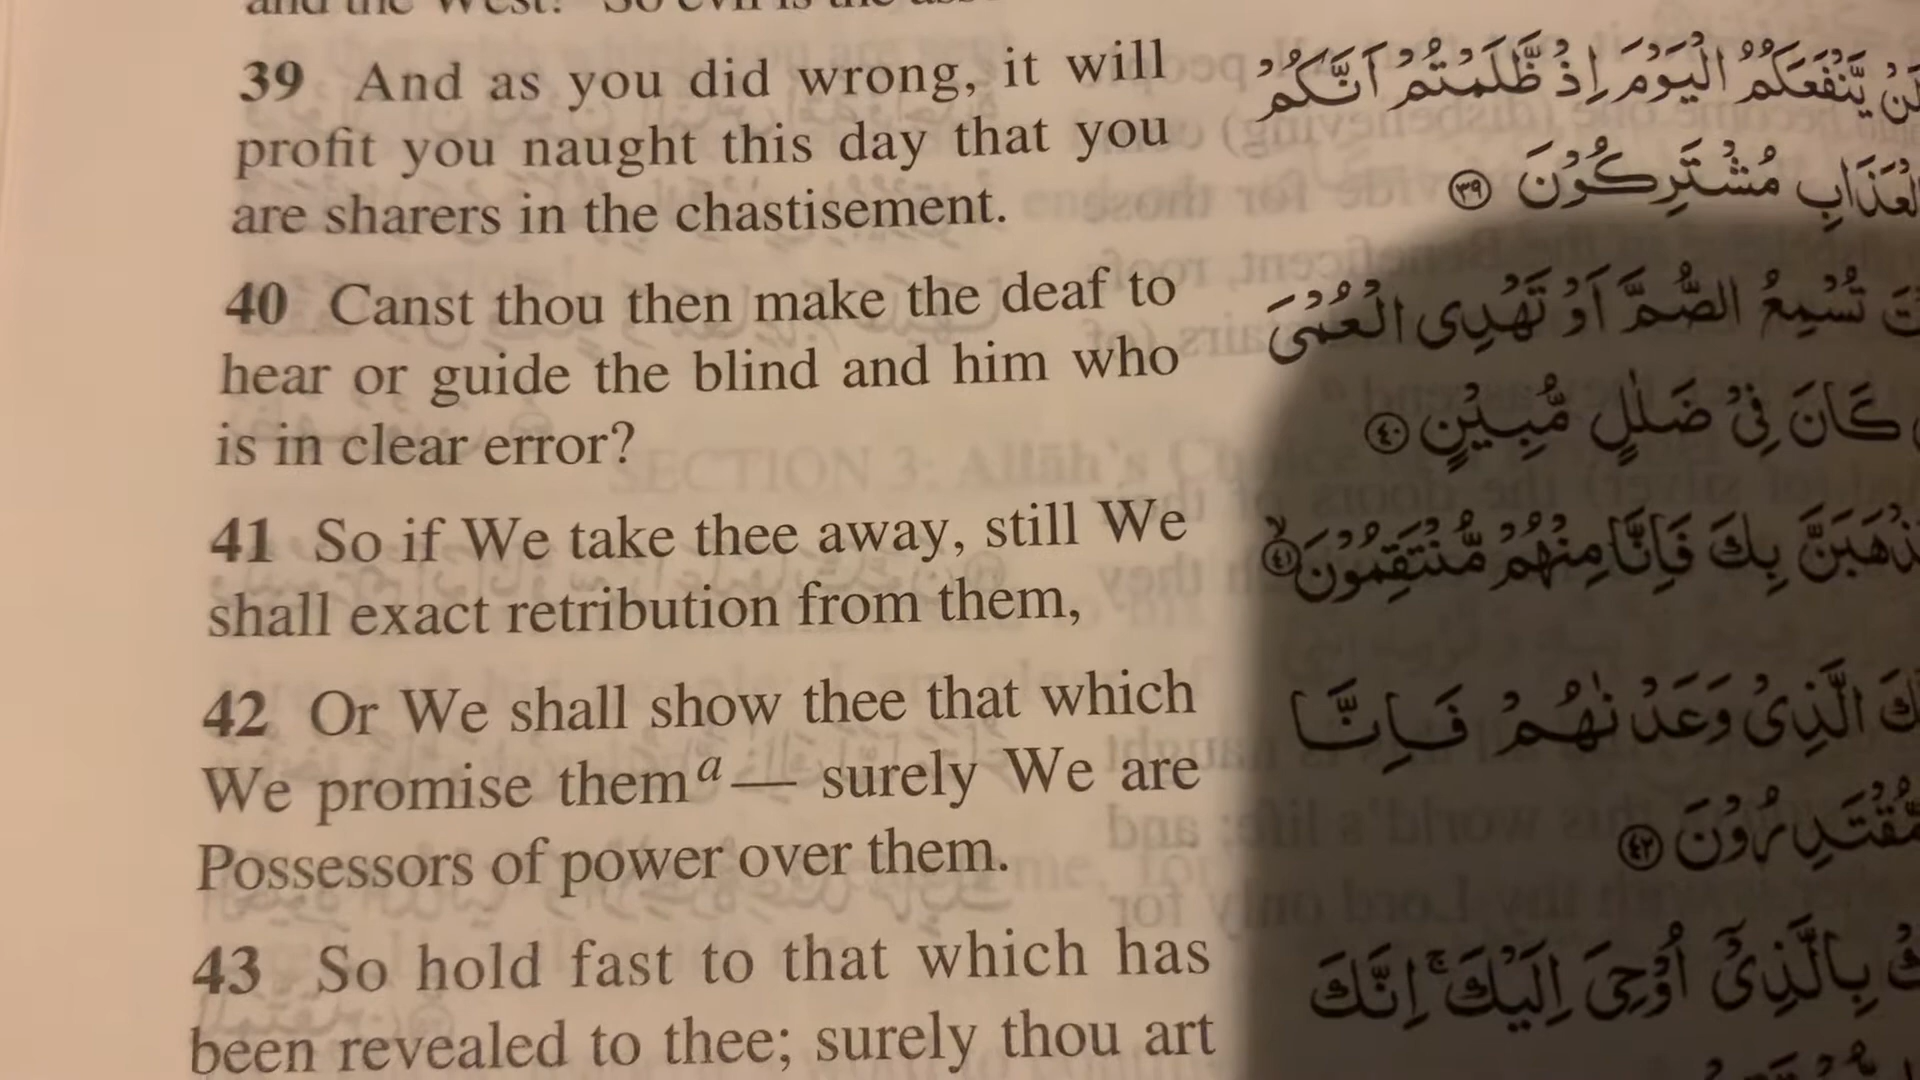 39 And as you did wrong, it will
profit you naught this day that you
are sharers in the chastisement.
40 Canst thou then make the deaf to
hear or guide the blind and him who
is in clear error?
41 So if We take thee away, still We
shall exact retribution from them,
42 Or We shall show thee that which
We promise them a — surely We are
Possessors of power over them.
43 So hold fast to that which has
been revealed to thee; surely thou art
يَّنْفَعَكُمُ الْيَوْمَ اِذْ ظَّلَمْتُمْ اَنَّكُمْ
مُشْتَرِكُوْنَ ﴿۳۹﴾
تُسْمِعُ الصُّمَّ اَوْ تَهْدِى الْعُمْىَ
كَانَ فِىْ ضَلٰلٍ مُّبِيْنٍ ﴿۴۰﴾
بِكَ فَاِنَّا مِنْهُمْ مُّنْتَقِمُوْنَ ﴿۴۱﴾
الَّذِىْ وَعَدْنٰهُمْ فَاِنَّا
مُّقْتَدِرُوْنَ ﴿۴۲﴾
بِالَّذِىْٓ اُوْحِىَ اِلَيْكَ ۚ اِنَّكَ